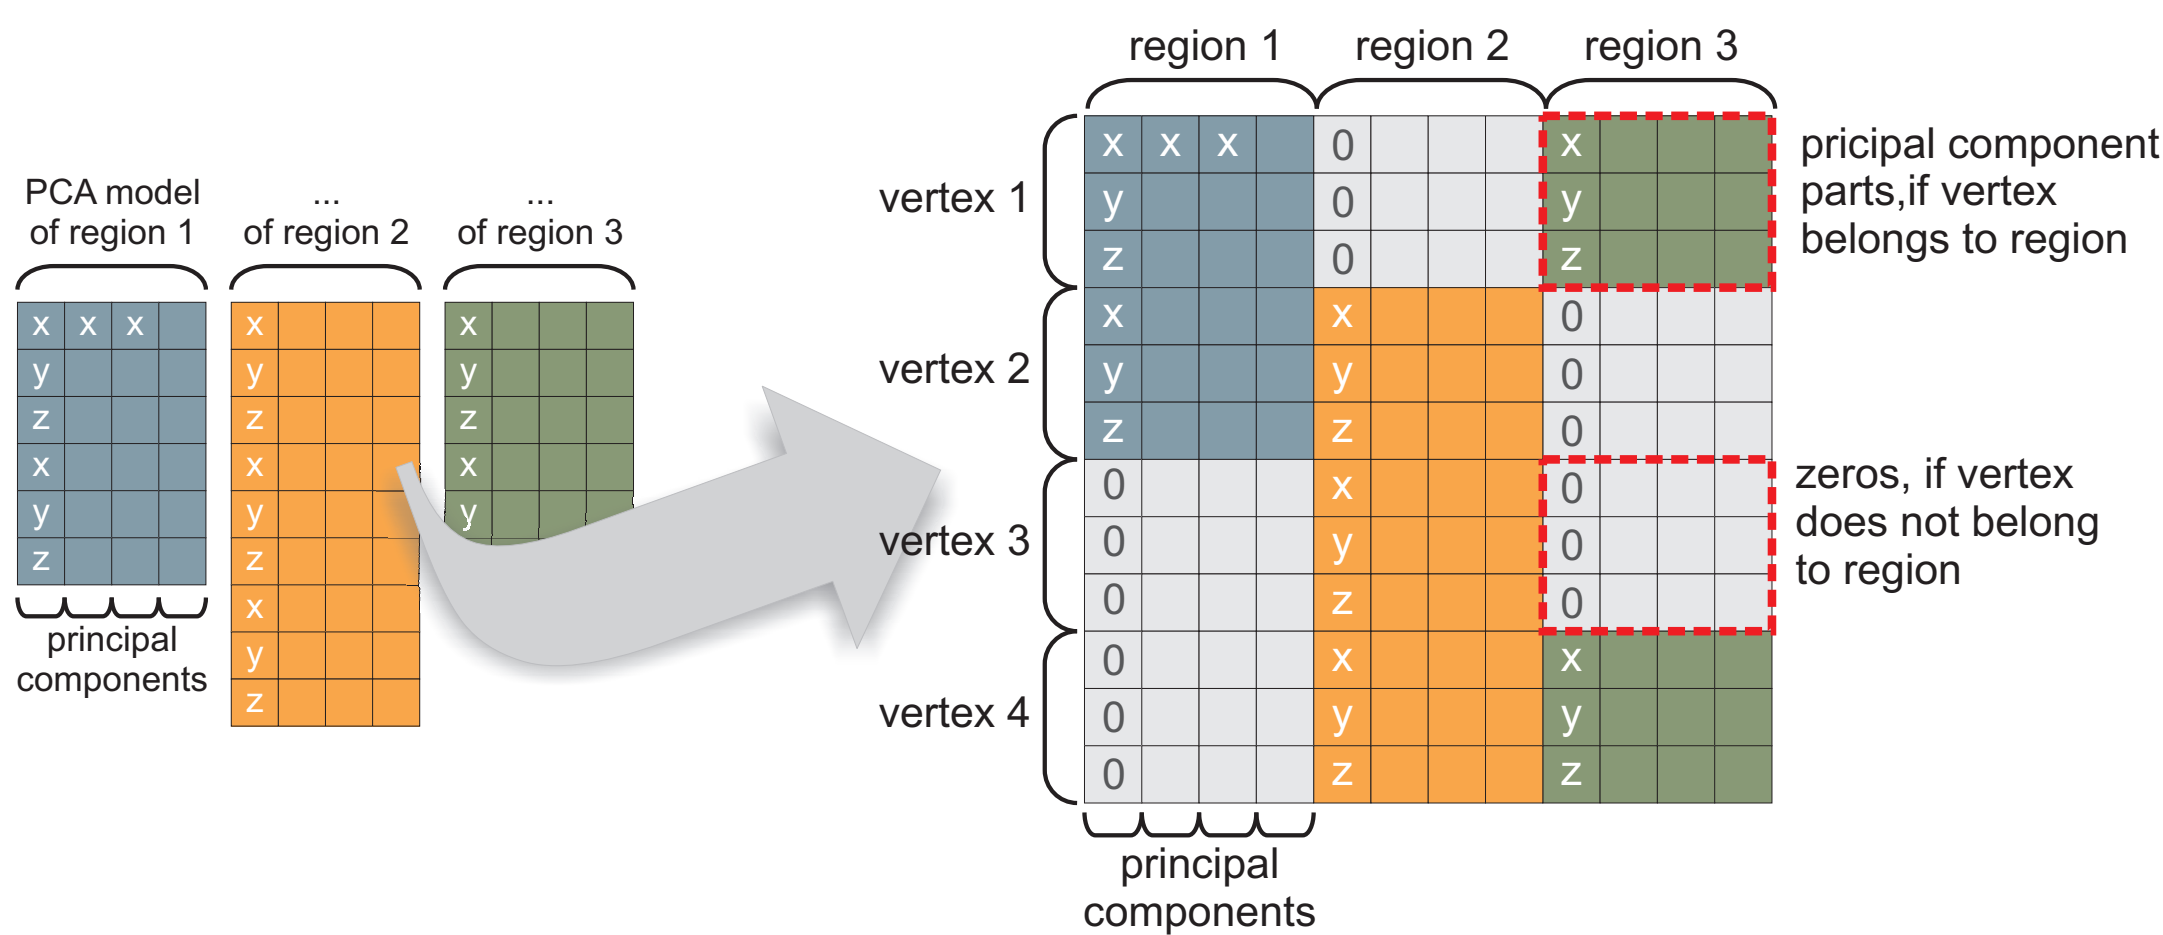 PCA model
of region 1
...
of region 2
...
of region 3
x x x
y
z
x
y
z
x
y
z
x
y
z
x
y
z
x
y
z
x
y
principal
components
region 1 region 2 region 3
vertex 1
vertex 2
vertex 3
vertex 4
x x x 0 x
y 0 y
z 0 z
x x 0
y y 0
z z 0
0 x 0
0 y 0
0 z 0
0 x x
0 y y
0 z z
principal
components
pricipal component
parts,if vertex
belongs to region
zeros, if vertex
does not belong
to region